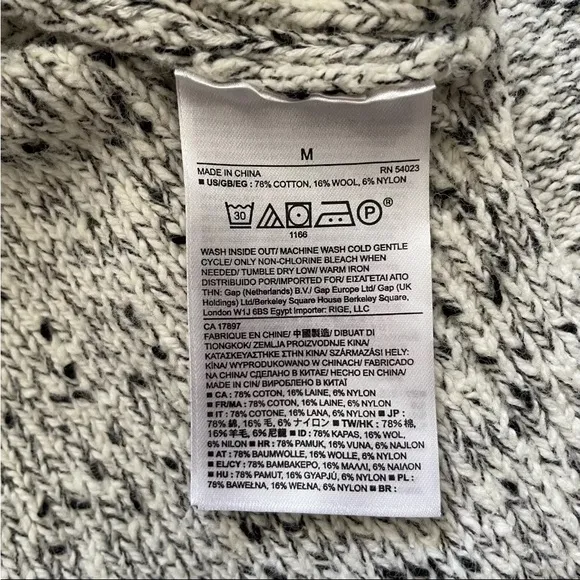 M
MADE IN CHINA RN 54023
■ US/GB/EG : 78% COTTON, 16% WOOL, 6% NYLON
30 P ®
1166
WASH INSIDE OUT/ MACHINE WASH COLD GENTLE
CYCLE/ ONLY NON-CHLORINE BLEACH WHEN
NEEDED/ TUMBLE DRY LOW/ WARM IRON
DISTRIBUIDO POR/IMPORTED BY/IMPORTED FOR/ ΕΙΣΑΓΕΤΑΙ ΑΠΟ
ΤΗΝ: Gap (Netherlands) B.V./ Gap Europe Ltd/ Gap (UK
Holdings) Ltd/Berkeley Square House Berkeley Square,
London W1J 6BS Egypt Importer: RIGE, LLC
CA 17897
FABRIQUE EN CHINE/ 中國製造/ DIBUAT DI
TIONGKOK/ ZEMLJA PROIZVODNJE KINA/
ΚΑΤΑΣΚΕΥΑΣΤΗΚΕ ΣΤΗΝ ΚΙΝΑ/ SZÁRMAZÁSI HELY:
KÍNA/ WYPRODUKOWANO W CHINACH/ FABRICADO
NA CHINA/ СДЕЛАНО В КИТАЕ/ HECHO EN CHINA/
MADE IN CIN/ ВИРОБЛЕНО В КИТАЇ
■ CA : 78% COTON, 16% LAINE, 6% NYLON
■ FR/MA : 78% COTON, 16% LAINE, 6% NYLON
■ IT : 78% COTONE, 16% LANA, 6% NYLON ■ JP :
78% 綿, 16% 毛, 6% ナイロン ■ TW/HK : 78% 棉,
16% 羊毛, 6% 尼龍 ■ ID : 78% KAPAS, 16% WOL,
6% NILON ■ HR : 78% PAMUK, 16% VUNA, 6% NAJLON
■ AT : 78% BAUMWOLLE, 16% WOLLE, 6% NYLON
■ EL/CY : 78% ΒΑΜΒΑΚΕΡΟ, 16% ΜΑΛΛΙ, 6% ΝΑΙΛΟΝ
■ HU : 78% PAMUT, 16% GYAPJÚ, 6% NYLON ■ PL :
78% BAWEŁNA, 16% WEŁNA, 6% NYLON ■ BR :